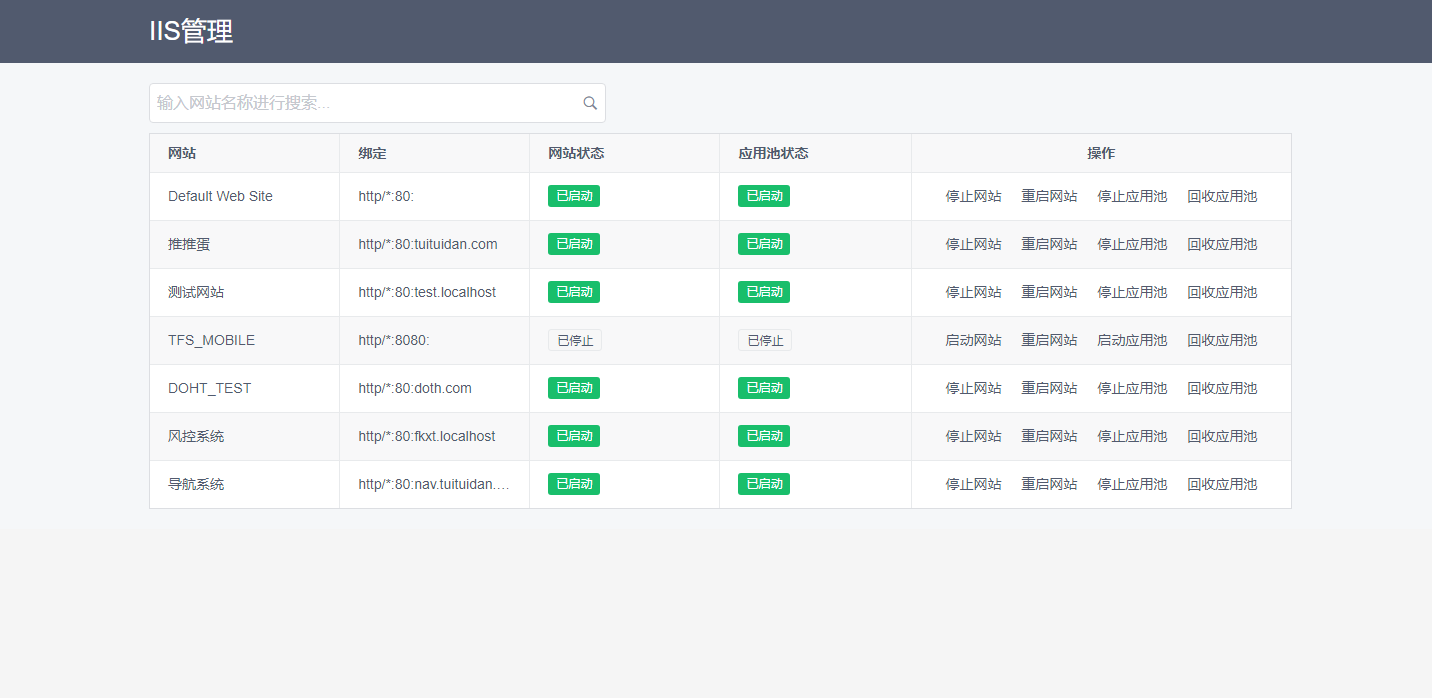 IIS管理
输入网站名称进行搜索...
网站 绑定 网站状态 应用池状态 操作
Default Web Site http/*:80: 已启动 已启动 停止网站 重启网站 停止应用池 回收应用池
推推蛋 http/*:80:tuituidan.com 已启动 已启动 停止网站 重启网站 停止应用池 回收应用池
测试网站 http/*:80:test.localhost 已启动 已启动 停止网站 重启网站 停止应用池 回收应用池
TFS_MOBILE http/*:8080: 已停止 已停止 启动网站 重启网站 启动应用池 回收应用池
DOHT_TEST http/*:80:doth.com 已启动 已启动 停止网站 重启网站 停止应用池 回收应用池
风控系统 http/*:80:fkxt.localhost 已启动 已启动 停止网站 重启网站 停止应用池 回收应用池
导航系统 http/*:80:nav.tuituidan.... 已启动 已启动 停止网站 重启网站 停止应用池 回收应用池